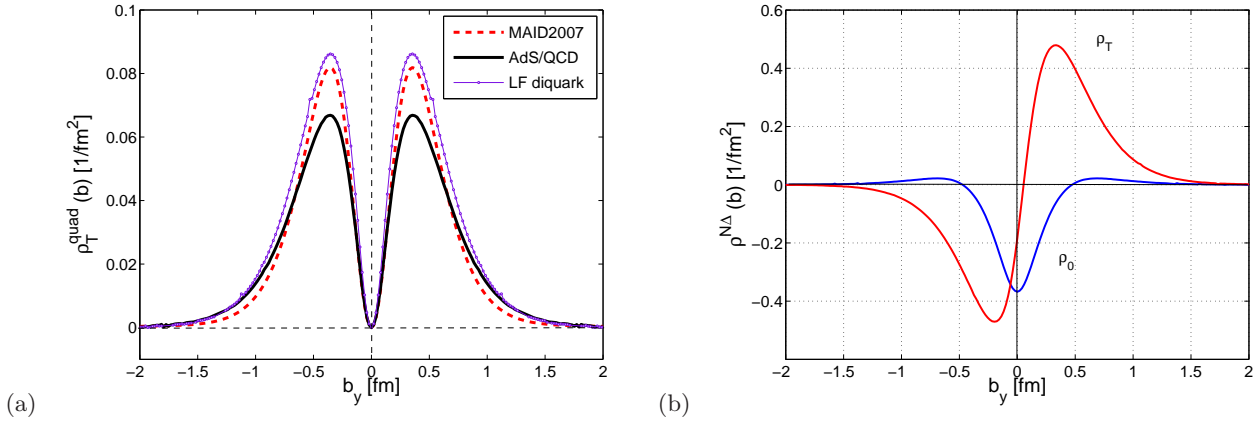 MAID2007
AdS/QCD
LF diquark
0.1
0.08
0.06
0.04
0.02
0
ρ_T^quad (b) [1/fm²]
−2 −1.5 −1 −0.5 0 0.5 1 1.5 2
b_y [fm]
(a)
0.6
0.4
0.2
0
−0.2
−0.4
ρ^NΔ (b) [1/fm²]
ρ_T
ρ_0
−2 −1.5 −1 −0.5 0 0.5 1 1.5 2
b_y [fm]
(b)